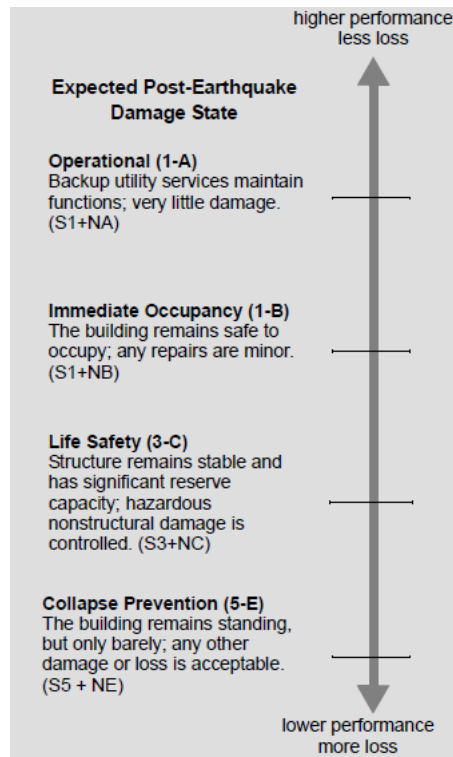 higher performance
less loss
Expected Post-Earthquake
Damage State
Operational (1-A)
Backup utility services maintain
functions; very little damage.
(S1+NA)
Immediate Occupancy (1-B)
The building remains safe to
occupy; any repairs are minor.
(S1+NB)
Life Safety (3-C)
Structure remains stable and
has significant reserve
capacity; hazardous
nonstructural damage is
controlled. (S3+NC)
Collapse Prevention (5-E)
The building remains standing,
but only barely; any other
damage or loss is acceptable.
(S5 + NE)
lower performance
more loss